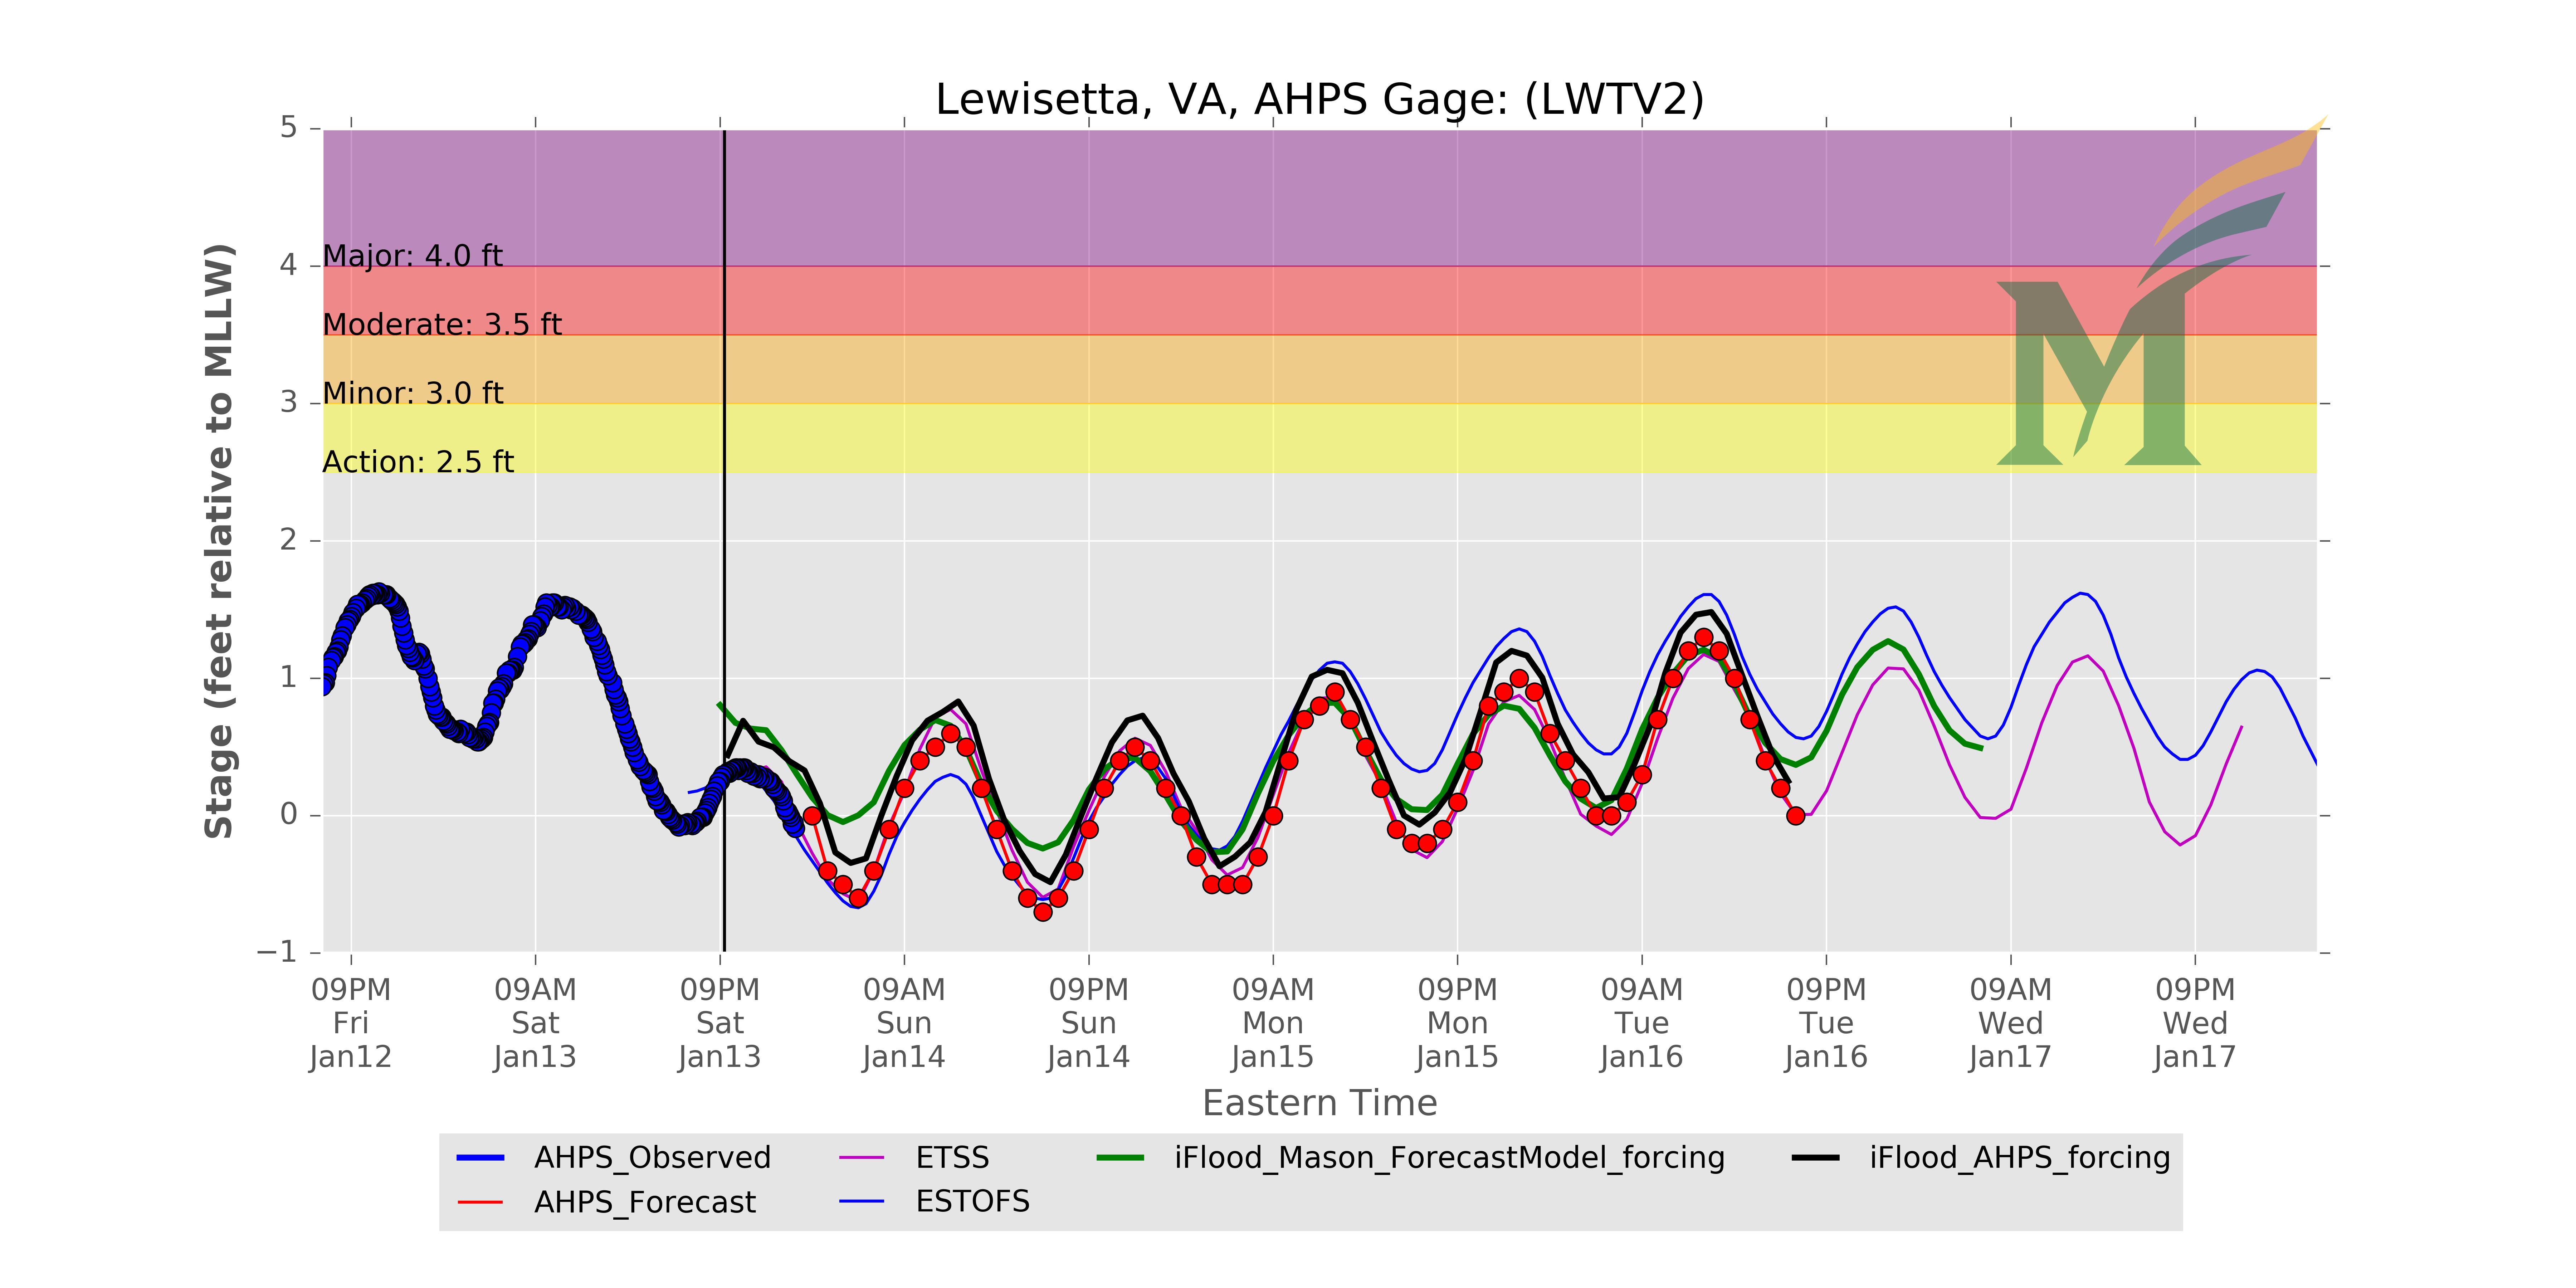 Lewisetta, VA, AHPS Gage: (LWTV2)
Stage (feet relative to MLLW)
5
4
3
2
1
0
−1
Major: 4.0 ft
Moderate: 3.5 ft
Minor: 3.0 ft
Action: 2.5 ft
M
09PM 09AM 09PM 09AM 09PM 09AM 09PM 09AM 09PM 09AM 09PM
Fri Sat Sat Sun Sun Mon Mon Tue Tue Wed Wed
Jan12 Jan13 Jan13 Jan14 Jan14 Jan15 Jan15 Jan16 Jan16 Jan17 Jan17
Eastern Time
AHPS_Observed ETSS iFlood_Mason_ForecastModel_forcing iFlood_AHPS_forcing
AHPS_Forecast ESTOFS